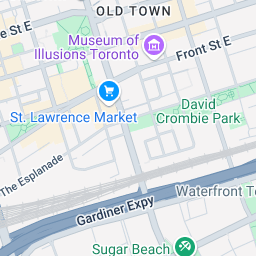 OLD TOWN
e St E
Museum of
Illusions Toronto
Front St E
St. Lawrence Market
David
Crombie Park
The Esplanade
Waterfront To
Gardiner Expy
Sugar Beach